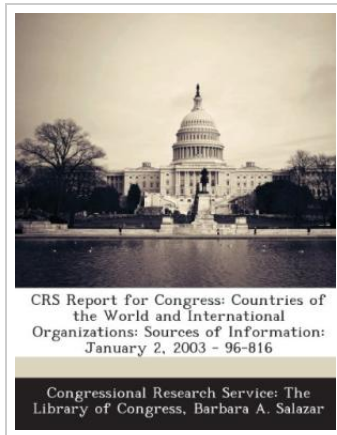 CRS Report for Congress: Countries of
the World and International
Organizations: Sources of Information:
January 2, 2003 - 96-816
Congressional Research Service: The
Library of Congress, Barbara A. Salazar